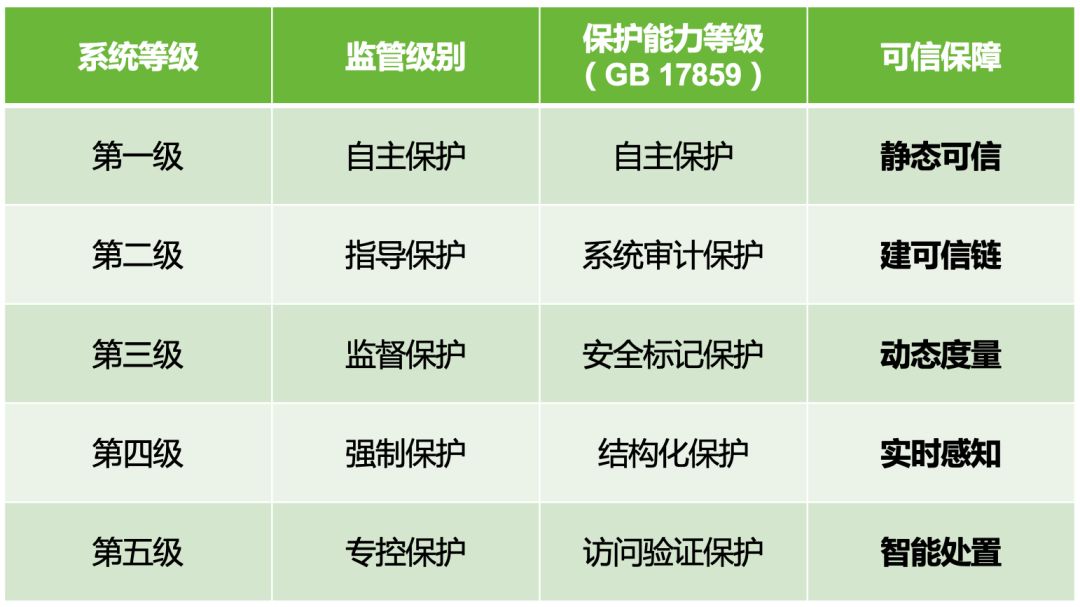 系统等级 监管级别 保护能力等级 可信保障
（GB 17859）
第一级 自主保护 自主保护 静态可信
第二级 指导保护 系统审计保护 建可信链
第三级 监督保护 安全标记保护 动态度量
第四级 强制保护 结构化保护 实时感知
第五级 专控保护 访问验证保护 智能处置